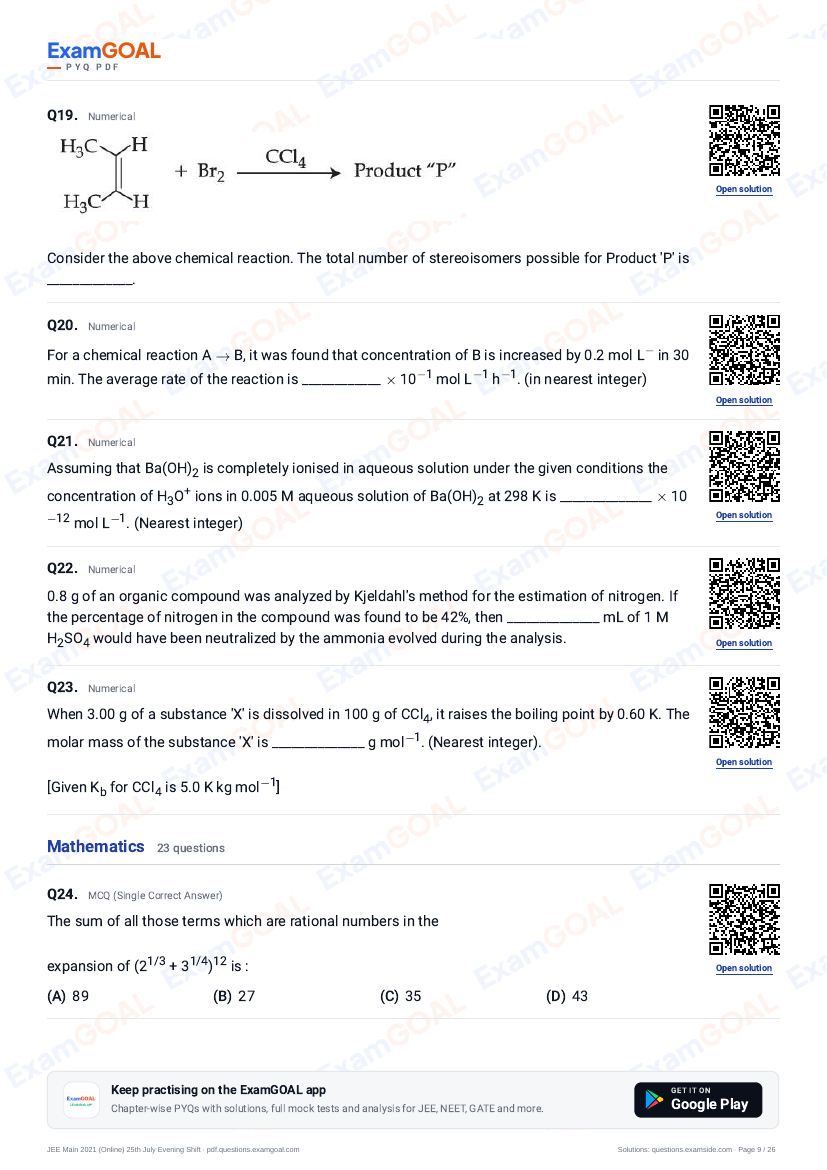 ExamGOAL
PYQ PDF
Q19. Numerical
H₃C H
+ Br₂ CCl₄ → Product “P”
H₃C H
Open solution
Consider the above chemical reaction. The total number of stereoisomers possible for Product 'P' is
_____________.
Q20. Numerical
Open solution
For a chemical reaction A → B, it was found that concentration of B is increased by 0.2 mol L⁻ in 30
min. The average rate of the reaction is ____________ × 10⁻¹ mol L⁻¹ h⁻¹. (in nearest integer)
Q21. Numerical
Open solution
Assuming that Ba(OH)₂ is completely ionised in aqueous solution under the given conditions the
concentration of H₃O⁺ ions in 0.005 M aqueous solution of Ba(OH)₂ at 298 K is ______________ × 10
⁻¹² mol L⁻¹. (Nearest integer)
Q22. Numerical
Open solution
0.8 g of an organic compound was analyzed by Kjeldahl's method for the estimation of nitrogen. If
the percentage of nitrogen in the compound was found to be 42%, then ______________ mL of 1 M
H₂SO₄ would have been neutralized by the ammonia evolved during the analysis.
Q23. Numerical
Open solution
When 3.00 g of a substance 'X' is dissolved in 100 g of CCl₄, it raises the boiling point by 0.60 K. The
molar mass of the substance 'X' is ______________ g mol⁻¹. (Nearest integer).
[Given K_b for CCl₄ is 5.0 K kg mol⁻¹]
Mathematics 23 questions
Q24. MCQ (Single Correct Answer)
Open solution
The sum of all those terms which are rational numbers in the
expansion of (2^1/3 + 3^1/4)^12 is :
(A) 89 (B) 27 (C) 35 (D) 43
Keep practising on the ExamGOAL app
Chapter-wise PYQs with solutions, full mock tests and analysis for JEE, NEET, GATE and more.
GET IT ON
Google Play
JEE Main 2021 (Online) 25th July Evening Shift · pdf.questions.examgoal.com
Solutions: questions.examside.com · Page 9 / 26